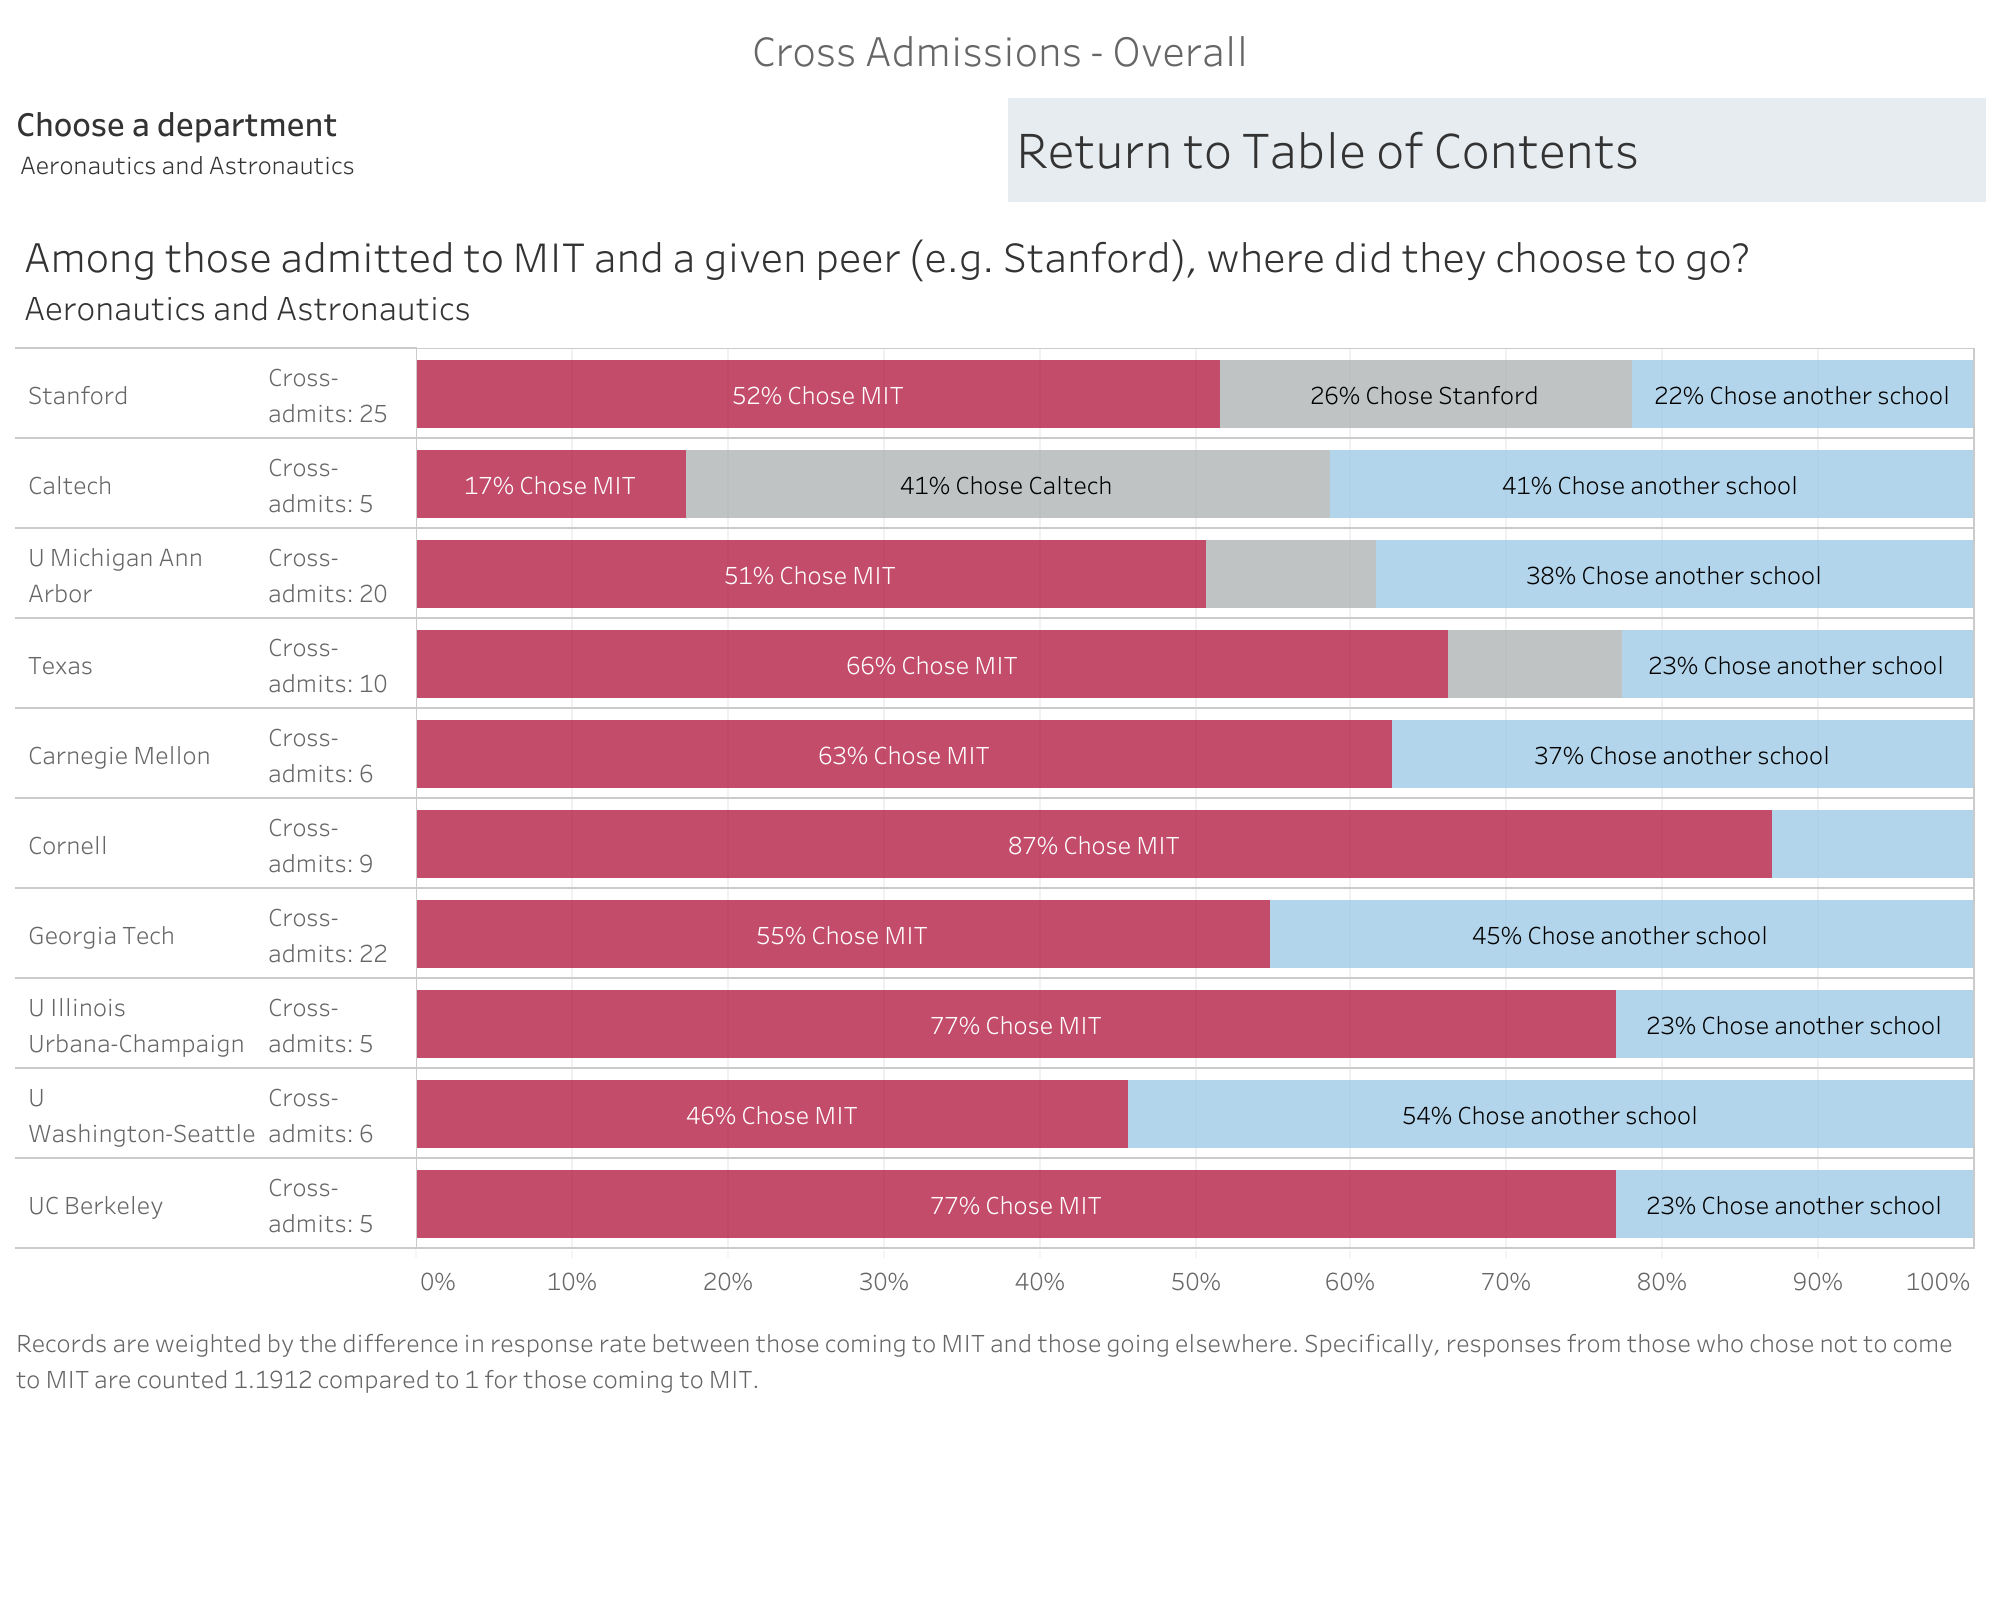 Cross Admissions - Overall
Choose a department
Aeronautics and Astronautics
Return to Table of Contents
Among those admitted to MIT and a given peer (e.g. Stanford), where did they choose to go?
Aeronautics and Astronautics
Stanford
Cross-
admits: 25
52% Chose MIT
26% Chose Stanford
22% Chose another school
Caltech
Cross-
admits: 5
17% Chose MIT
41% Chose Caltech
41% Chose another school
U Michigan Ann
Arbor
Cross-
admits: 20
51% Chose MIT
38% Chose another school
Texas
Cross-
admits: 10
66% Chose MIT
23% Chose another school
Carnegie Mellon
Cross-
admits: 6
63% Chose MIT
37% Chose another school
Cornell
Cross-
admits: 9
87% Chose MIT
Georgia Tech
Cross-
admits: 22
55% Chose MIT
45% Chose another school
U Illinois
Urbana-Champaign
Cross-
admits: 5
77% Chose MIT
23% Chose another school
U
Washington-Seattle
Cross-
admits: 6
46% Chose MIT
54% Chose another school
UC Berkeley
Cross-
admits: 5
77% Chose MIT
23% Chose another school
0% 10% 20% 30% 40% 50% 60% 70% 80% 90% 100%
Records are weighted by the difference in response rate between those coming to MIT and those going elsewhere. Specifically, responses from those who chose not to come
to MIT are counted 1.1912 compared to 1 for those coming to MIT.